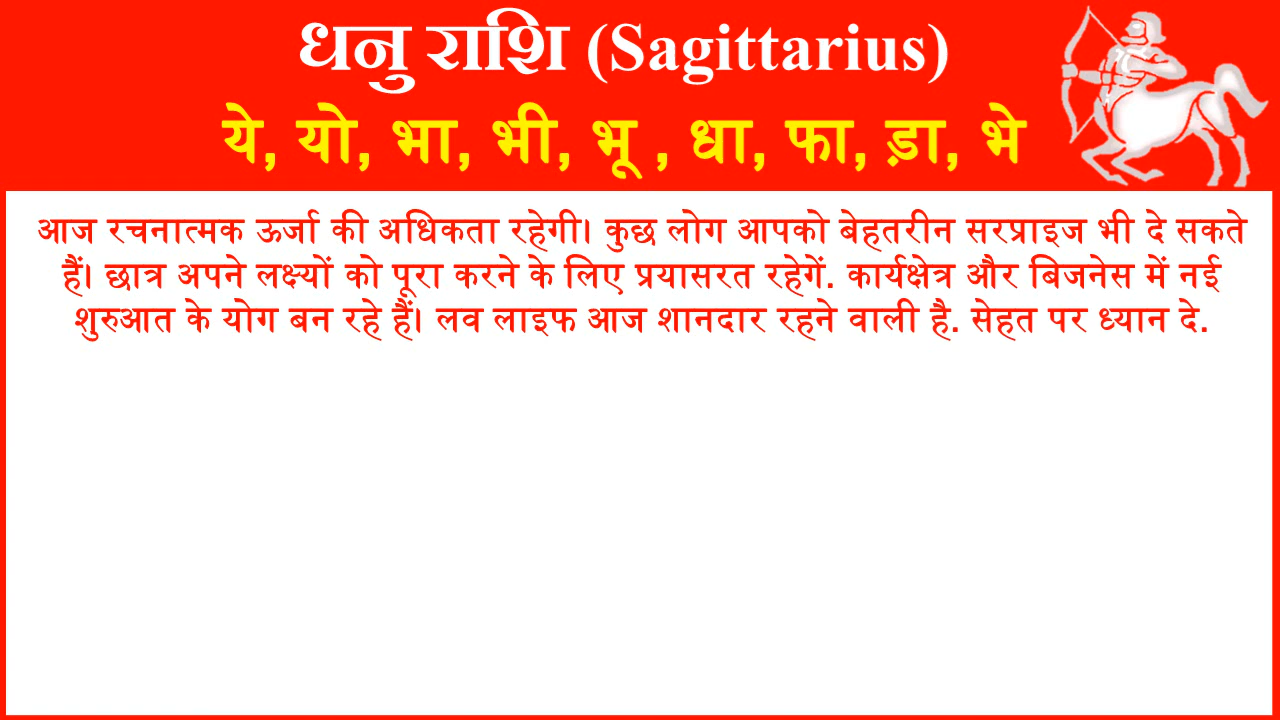 धनु राशि (Sagittarius)
ये, यो, भा, भी, भू , धा, फा, ड़ा, भे
आज रचनात्मक ऊर्जा की अधिकता रहेगी। कुछ लोग आपको बेहतरीन सरप्राइज भी दे सकते
हैं। छात्र अपने लक्ष्यों को पूरा करने के लिए प्रयासरत रहेगें. कार्यक्षेत्र और बिजनेस में नई
शुरुआत के योग बन रहे हैं। लव लाइफ आज शानदार रहने वाली है. सेहत पर ध्यान दे.